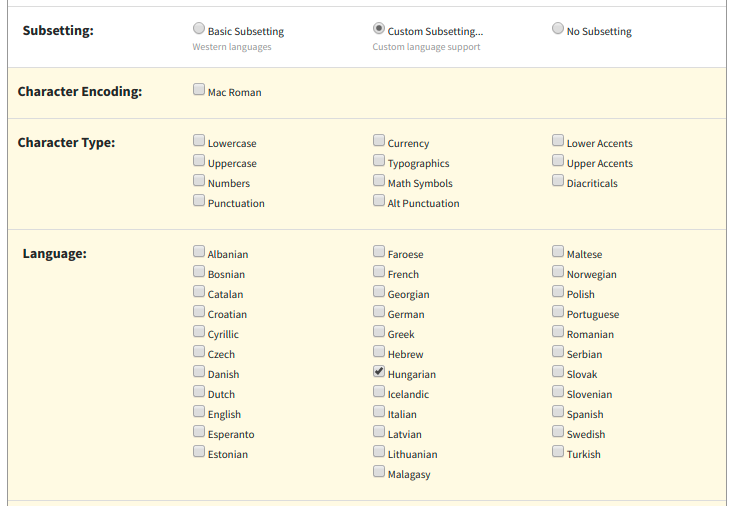 Subsetting:
Basic Subsetting
Western languages
Custom Subsetting...
Custom language support
No Subsetting
Character Encoding:
Mac Roman
Character Type:
Lowercase
Uppercase
Numbers
Punctuation
Currency
Typographics
Math Symbols
Alt Punctuation
Lower Accents
Upper Accents
Diacriticals
Language:
Albanian
Bosnian
Catalan
Croatian
Cyrillic
Czech
Danish
Dutch
English
Esperanto
Estonian
Faroese
French
Georgian
German
Greek
Hebrew
Hungarian
Icelandic
Italian
Latvian
Lithuanian
Malagasy
Maltese
Norwegian
Polish
Portuguese
Romanian
Serbian
Slovak
Slovenian
Spanish
Swedish
Turkish